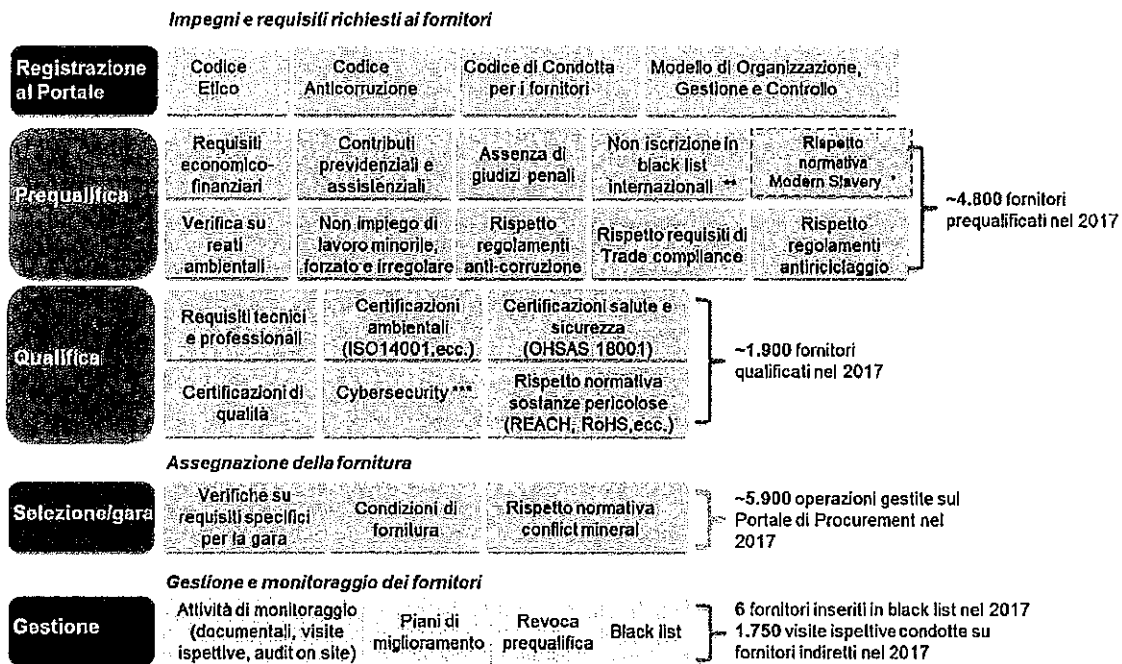 Impegni e requisiti richiesti ai fornitori
Registrazione
al Portale
Codice
Etico
Codice
Anticorruzione
Codice di Condotta
per i fornitori
Modello di Organizzazione,
Gestione e Controllo
Prequalifica
Requisiti
economico-
finanziari
Contributi
previdenziali e
assistenziali
Assenza di
giudizi penali
Non iscrizione in
black list
internazionali **
Rispetto
normativa
Modern Slavery *
Verifica su
reati
ambientali
Non impiego di
lavoro minorile,
forzato e irregolare
Rispetto
regolamenti
anti-corruzione
Rispetto requisiti di
Trade compliance
Rispetto
regolamenti
antiriciclaggio
~4.800 fornitori
prequalificati nel 2017
Qualifica
Requisiti tecnici
e professionali
Certificazioni
ambientali
(ISO14001,ecc.)
Certificazioni salute e
sicurezza
(OHSAS 18001)
Certificazioni di
qualità
Cybersecurity ***
Rispetto normativa
sostanze pericolose
(REACH, RoHS,ecc.)
~1.900 fornitori
qualificati nel 2017
Assegnazione della fornitura
Selezione/gara
Verifiche su
requisiti specifici
per la gara
Condizioni di
fornitura
Rispetto normativa
conflict mineral
~5.900 operazioni gestite sul
Portale di Procurement nel
2017
Gestione e monitoraggio dei fornitori
Gestione
Attività di monitoraggio
(documentali, visite
ispettive, audit on site)
Piani di
miglioramento
Revoca
prequalifica
Black list
6 fornitori inseriti in black list nel 2017
1.750 visite ispettive condotte su
fornitori indiretti nel 2017